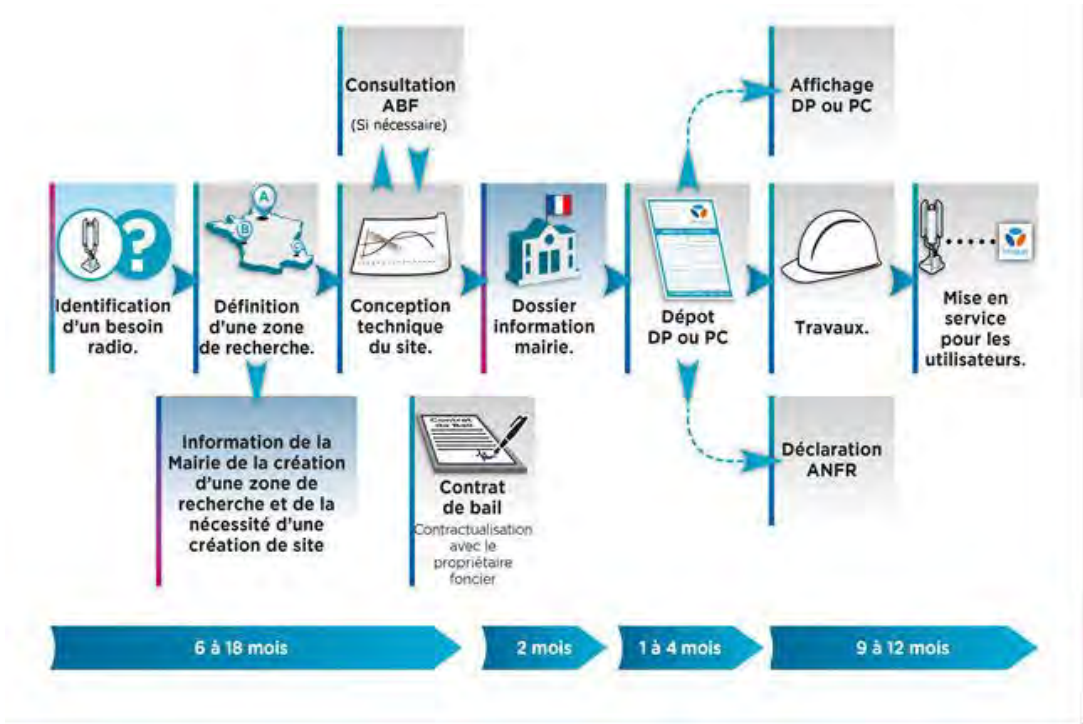 Consultation
ABF
(Si nécessaire)
Affichage
DP ou PC
A
B
C
Identification
d'un besoin
radio.
Définition
d'une zone
de recherche.
Conception
technique
du site.
Dossier
information
mairie.
Dépot
DP ou PC
Travaux.
Mise en
service
pour les
utilisateurs.
Information de la
Mairie de la création
d'une zone de
recherche et de la
nécessité d'une
création de site
Contrat
de Bail
Contrat
de bail
Contractualisation
avec le
propriétaire
foncier
Déclaration
ANFR
6 à 18 mois
2 mois
1 à 4 mois
9 à 12 mois